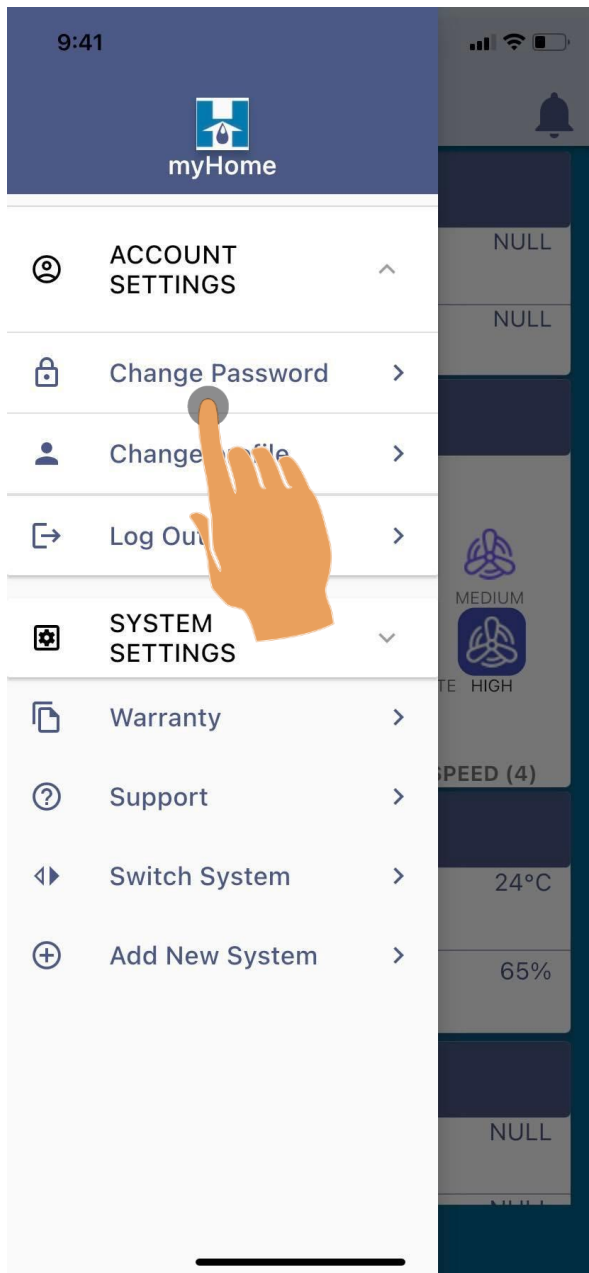 9:41
myHome
ACCOUNT
SETTINGS
Change Password
Change
Log Out
SYSTEM
SETTINGS
Warranty
Support
Switch System
Add New System
NULL
NULL
MEDIUM
HIGH
SPEED (4)
24°C
65%
NULL